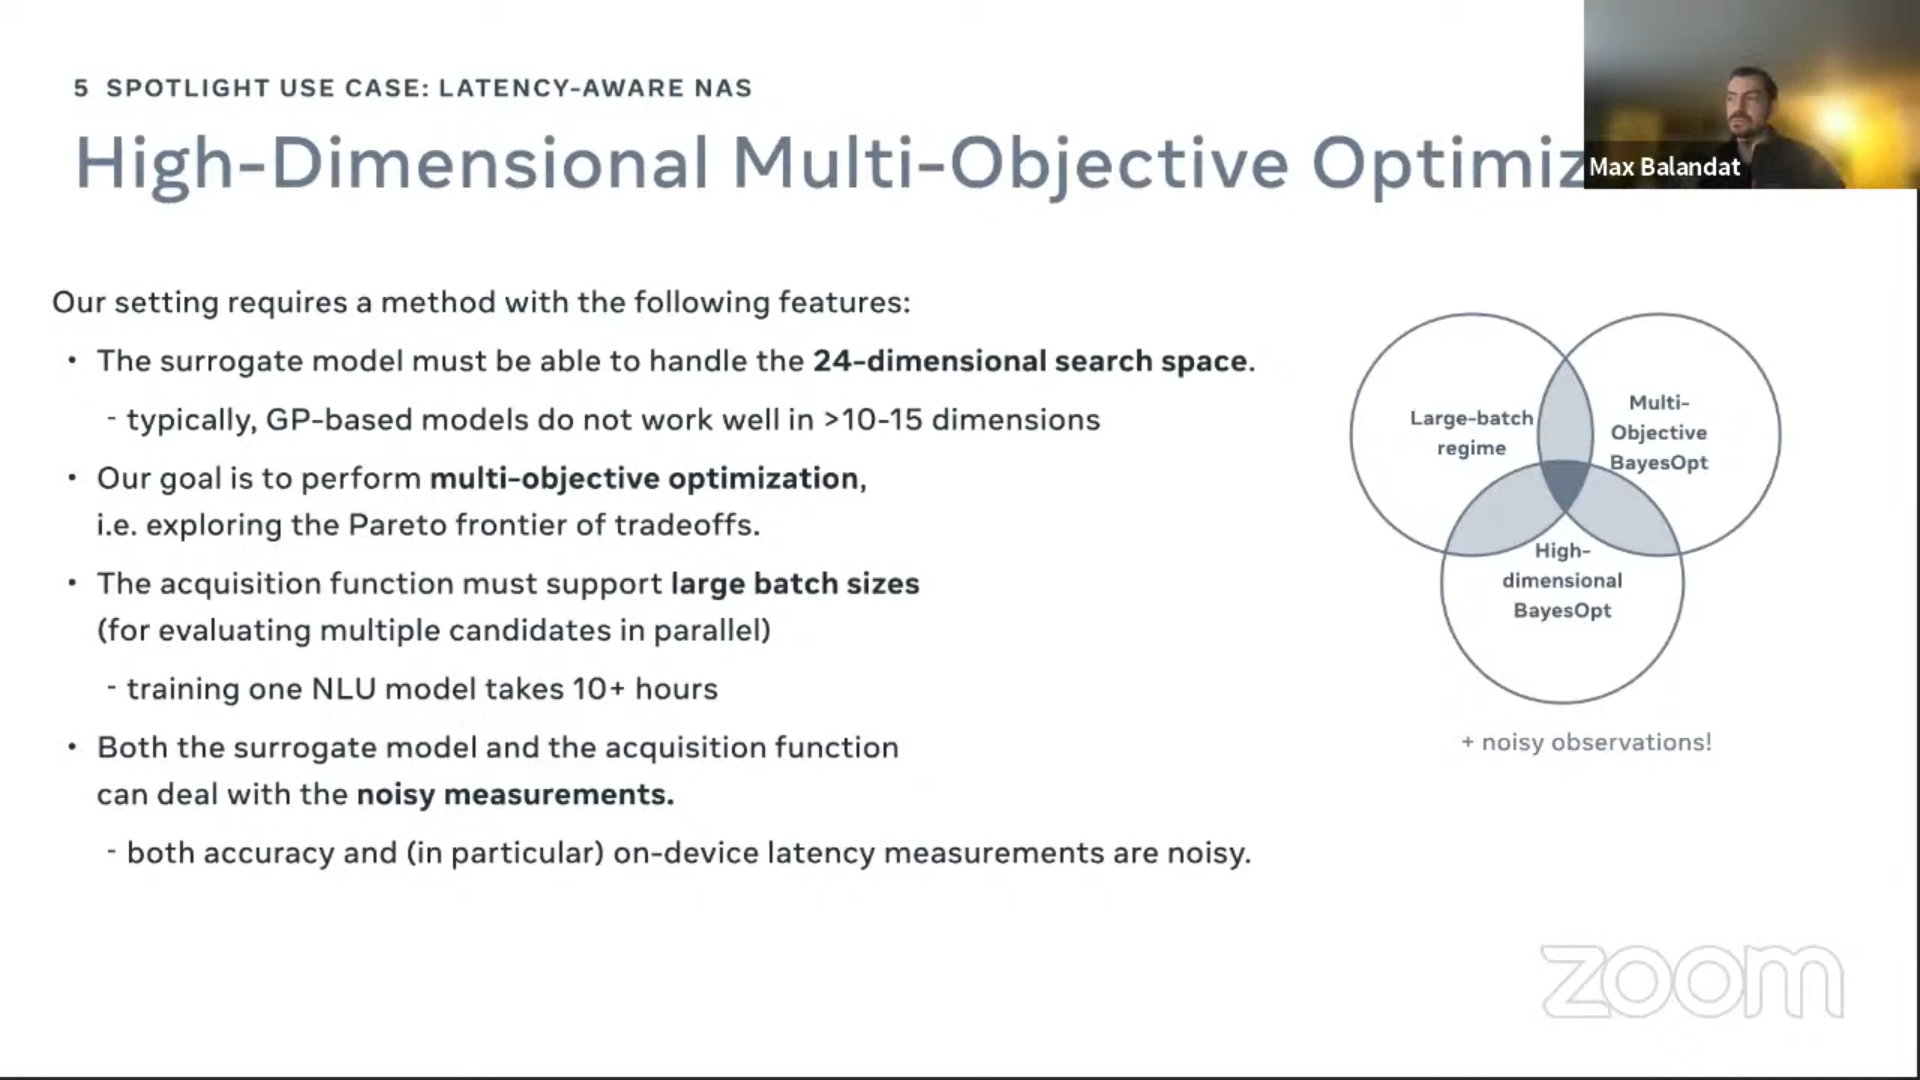 5 SPOTLIGHT USE CASE: LATENCY-AWARE NAS
High-Dimensional Multi-Objective Optimiz
Max Balandat
Our setting requires a method with the following features:
• The surrogate model must be able to handle the 24-dimensional search space.
- typically, GP-based models do not work well in >10-15 dimensions
• Our goal is to perform multi-objective optimization,
i.e. exploring the Pareto frontier of tradeoffs.
• The acquisition function must support large batch sizes
(for evaluating multiple candidates in parallel)
- training one NLU model takes 10+ hours
• Both the surrogate model and the acquisition function
can deal with the noisy measurements.
- both accuracy and (in particular) on-device latency measurements are noisy.
Large-batch
regime
Multi-
Objective
BayesOpt
High-
dimensional
BayesOpt
+ noisy observations!
zoom